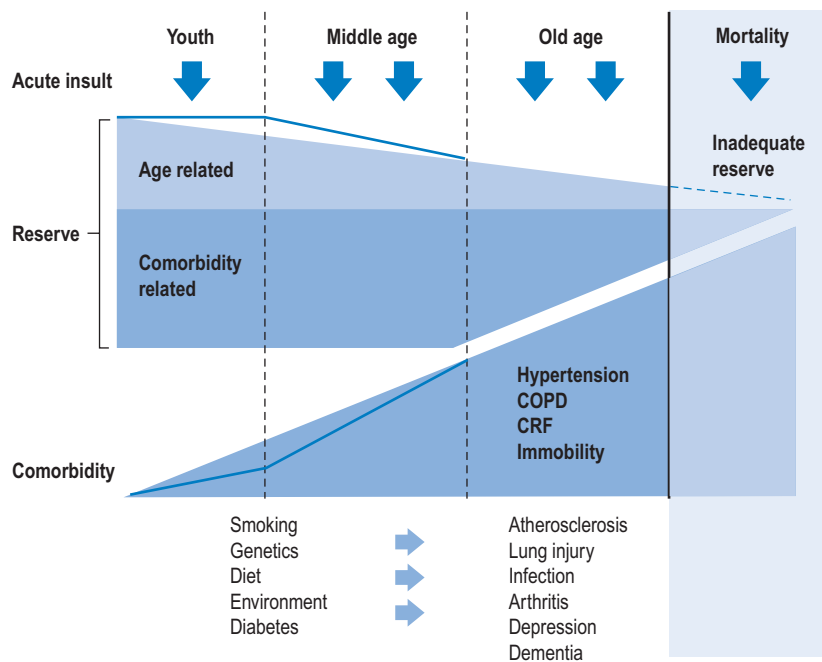 Youth
Middle age
Old age
Mortality
Acute insult
Inadequate
reserve
Age related
Reserve
Comorbidity
related
Hypertension
COPD
CRF
Immobility
Comorbidity
Smoking
Genetics
Diet
Environment
Diabetes
Atherosclerosis
Lung injury
Infection
Arthritis
Depression
Dementia